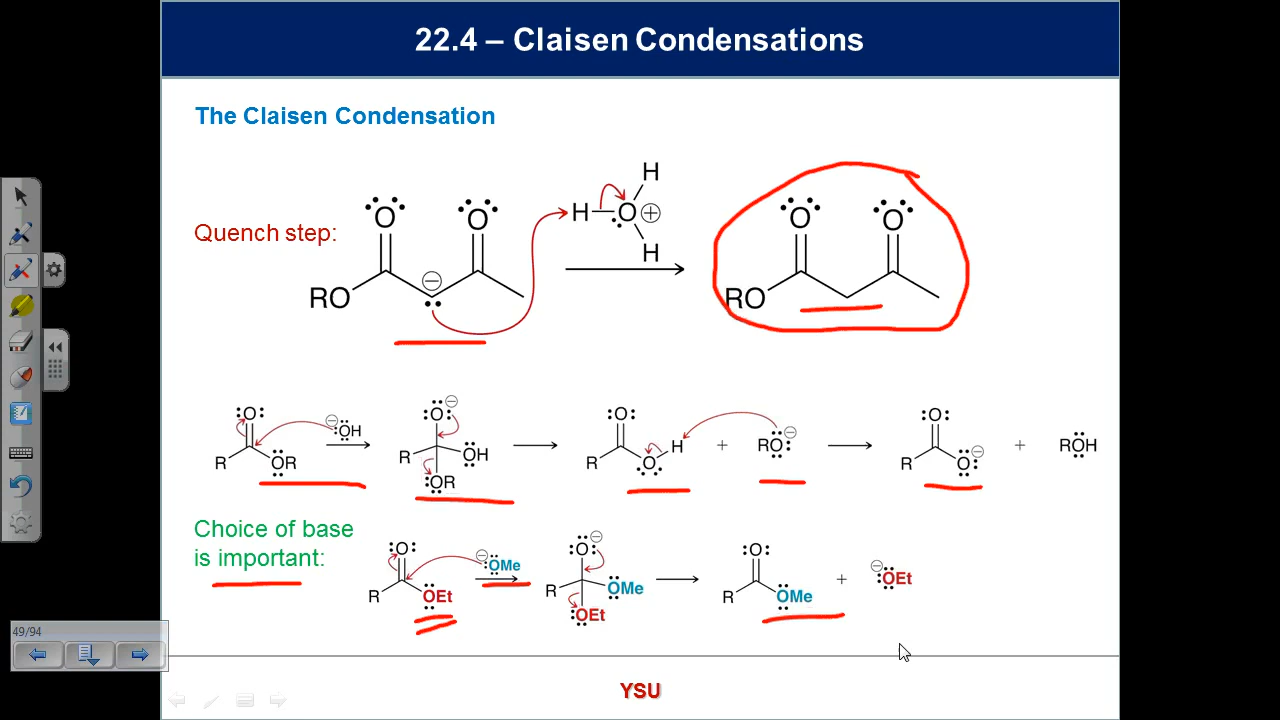 22.4 – Claisen Condensations
The Claisen Condensation
Quench step:
O O H H O + H RO − O O RO
O OR R − OH O − R OH OR O R O H + RO − O R O − + ROH
Choice of base
is important:
O R OEt − OMe O − R OMe OEt O R OMe + − OEt
49/94
YSU